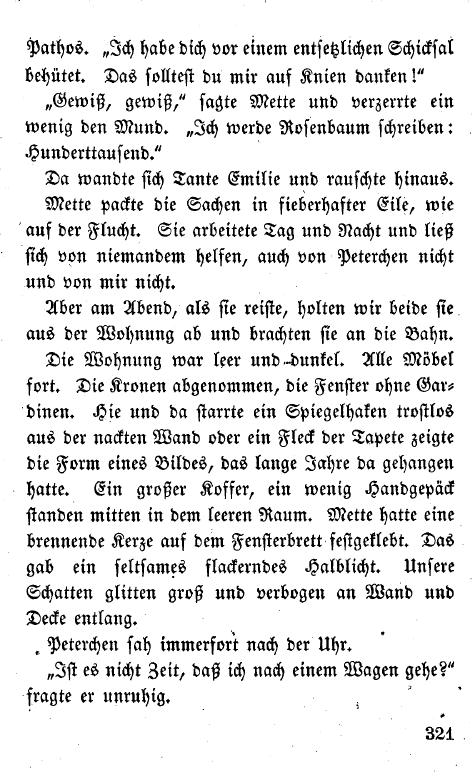 Pathos. „Ich habe dich vor einem entsetzlichen Schicksal
behütet. Das solltest du mir auf Knien danken!“
„Gewiß, gewiß,“ sagte Mette und verzerrte ein
wenig den Mund. „Ich werde Rosenbaum schreiben:
Hunderttausend.“
Da wandte sich Tante Emilie und rauschte hinaus.
Mette packte die Sachen in fieberhafter Eile, wie
auf der Flucht. Sie arbeitete Tag und Nacht und ließ
sich von niemandem helfen, auch von Peterchen nicht
und von mir nicht.
Aber am Abend, als sie reiste, holten wir beide sie
aus der Wohnung ab und brachten sie an die Bahn.
Die Wohnung war leer und dunkel. Alle Möbel
fort. Die Kronen abgenommen, die Fenster ohne Gar-
dinen. Hie und da starrte ein Spiegelhaken trostlos
aus der nackten Wand oder ein Fleck der Tapete zeigte
die Form eines Bildes, das lange Jahre da gehangen
hatte. Ein großer Koffer, ein wenig Handgepäck
standen mitten in dem leeren Raum. Mette hatte eine
brennende Kerze auf dem Fensterbrett festgeklebt. Das
gab ein seltsames flackerndes Halblicht. Unsere
Schatten glitten groß und verbogen an Wand und
Decke entlang.
Peterchen sah immerfort nach der Uhr.
„Ist es nicht Zeit, daß ich nach einem Wagen gehe?“
fragte er unruhig.
321